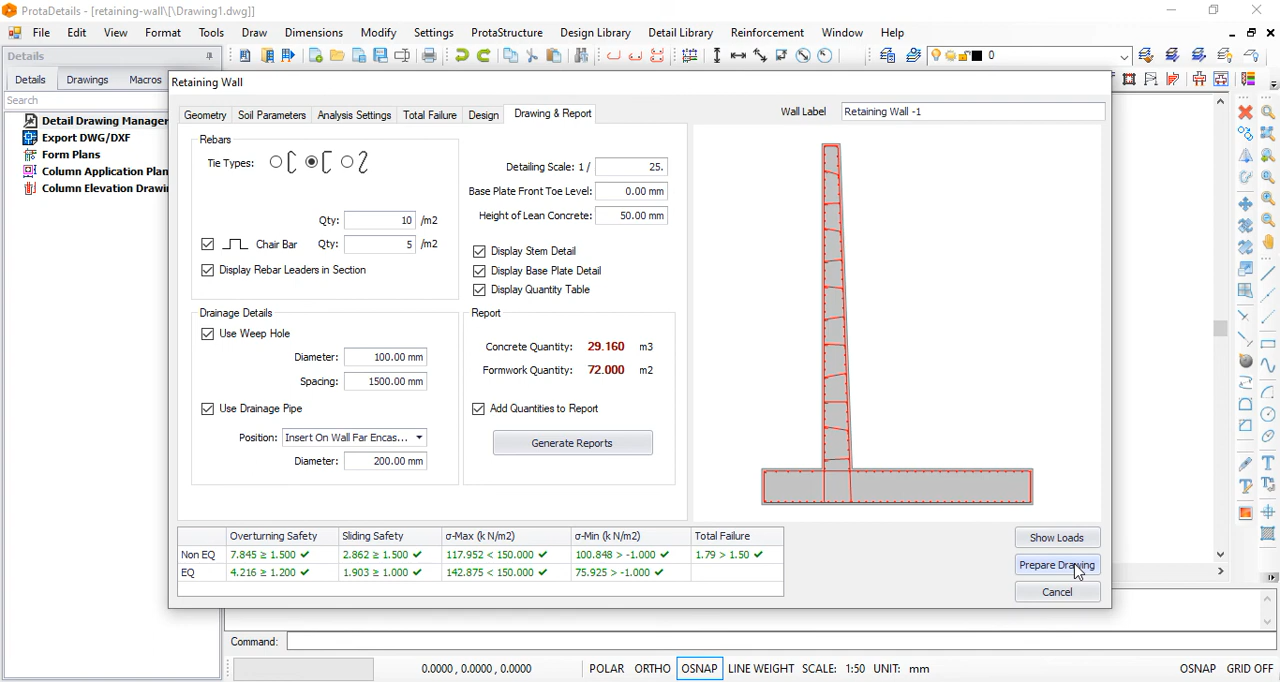 ProtaDetails - [retaining-wall\[\Drawing1.dwg]]
File Edit View Format Tools Draw Dimensions Modify Settings ProtaStructure Design Library Detail Library Reinforcement Window Help
Details
0
Details Drawings Macros
Search
Detail Drawing Manager
Export DWG/DXF
Form Plans
Column Application Plan
Column Elevation Drawin
Retaining Wall
Geometry Soil Parameters Analysis Settings Total Failure Design Drawing & Report
Wall Label Retaining Wall -1
Rebars
Tie Types:
Qty: 10 /m2
Chair Bar Qty: 5 /m2
Display Rebar Leaders in Section
Detailing Scale: 1 / 25.
Base Plate Front Toe Level: 0.00 mm
Height of Lean Concrete: 50.00 mm
Display Stem Detail
Display Base Plate Detail
Display Quantity Table
Drainage Details
Use Weep Hole
Diameter: 100.00 mm
Spacing: 1500.00 mm
Use Drainage Pipe
Position: Insert On Wall Far Encas...
Diameter: 200.00 mm
Report
Concrete Quantity: 29.160 m3
Formwork Quantity: 72.000 m2
Add Quantities to Report
Generate Reports
Overturning Safety Sliding Safety σ-Max (k N/m2) σ-Min (k N/m2) Total Failure
Non EQ 7.845 ≥ 1.500 ✔ 2.862 ≥ 1.500 ✔ 117.952 < 150.000 ✔ 100.848 > -1.000 ✔ 1.79 > 1.50 ✔
EQ 4.216 ≥ 1.200 ✔ 1.903 ≥ 1.000 ✔ 142.875 < 150.000 ✔ 75.925 > -1.000 ✔
Show Loads
Prepare Drawing
Cancel
Command:
0.0000 , 0.0000 , 0.0000 POLAR ORTHO OSNAP LINE WEIGHT SCALE: 1:50 UNIT: mm OSNAP GRID OFF